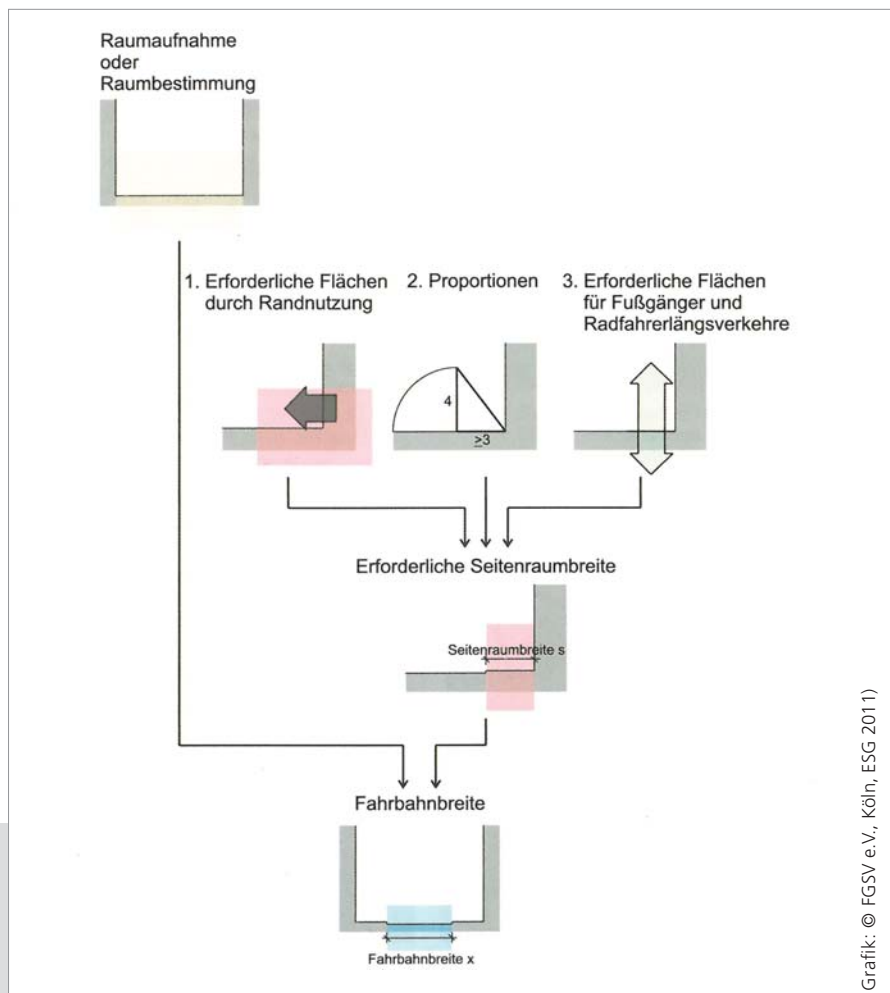 Raumaufnahme
oder
Raumbestimmung
1. Erforderliche Flächen
durch Randnutzung
2. Proportionen
3. Erforderliche Flächen
für Fußgänger und
Radfahrerlängsverkehre
4
≥3
Erforderliche Seitenraumbreite
Seitenraumbreite s
Fahrbahnbreite
Fahrbahnbreite x
Grafik: © FGSV e.V., Köln, ESG 2011)